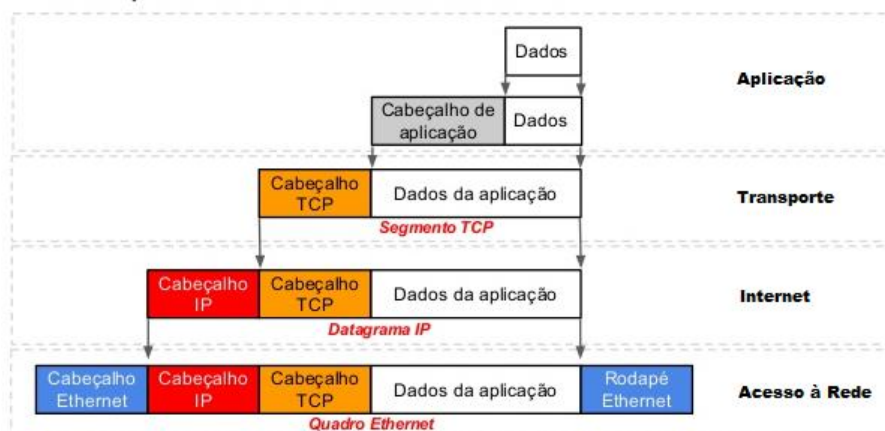 Dados
Aplicação
Cabeçalho de
aplicação
Dados
Cabeçalho
TCP
Dados da aplicação
Transporte
Segmento TCP
Cabeçalho
IP
Cabeçalho
TCP
Dados da aplicação
Internet
Datagrama IP
Cabeçalho
Ethernet
Cabeçalho
IP
Cabeçalho
TCP
Dados da aplicação
Rodapé
Ethernet
Acesso à Rede
Quadro Ethernet